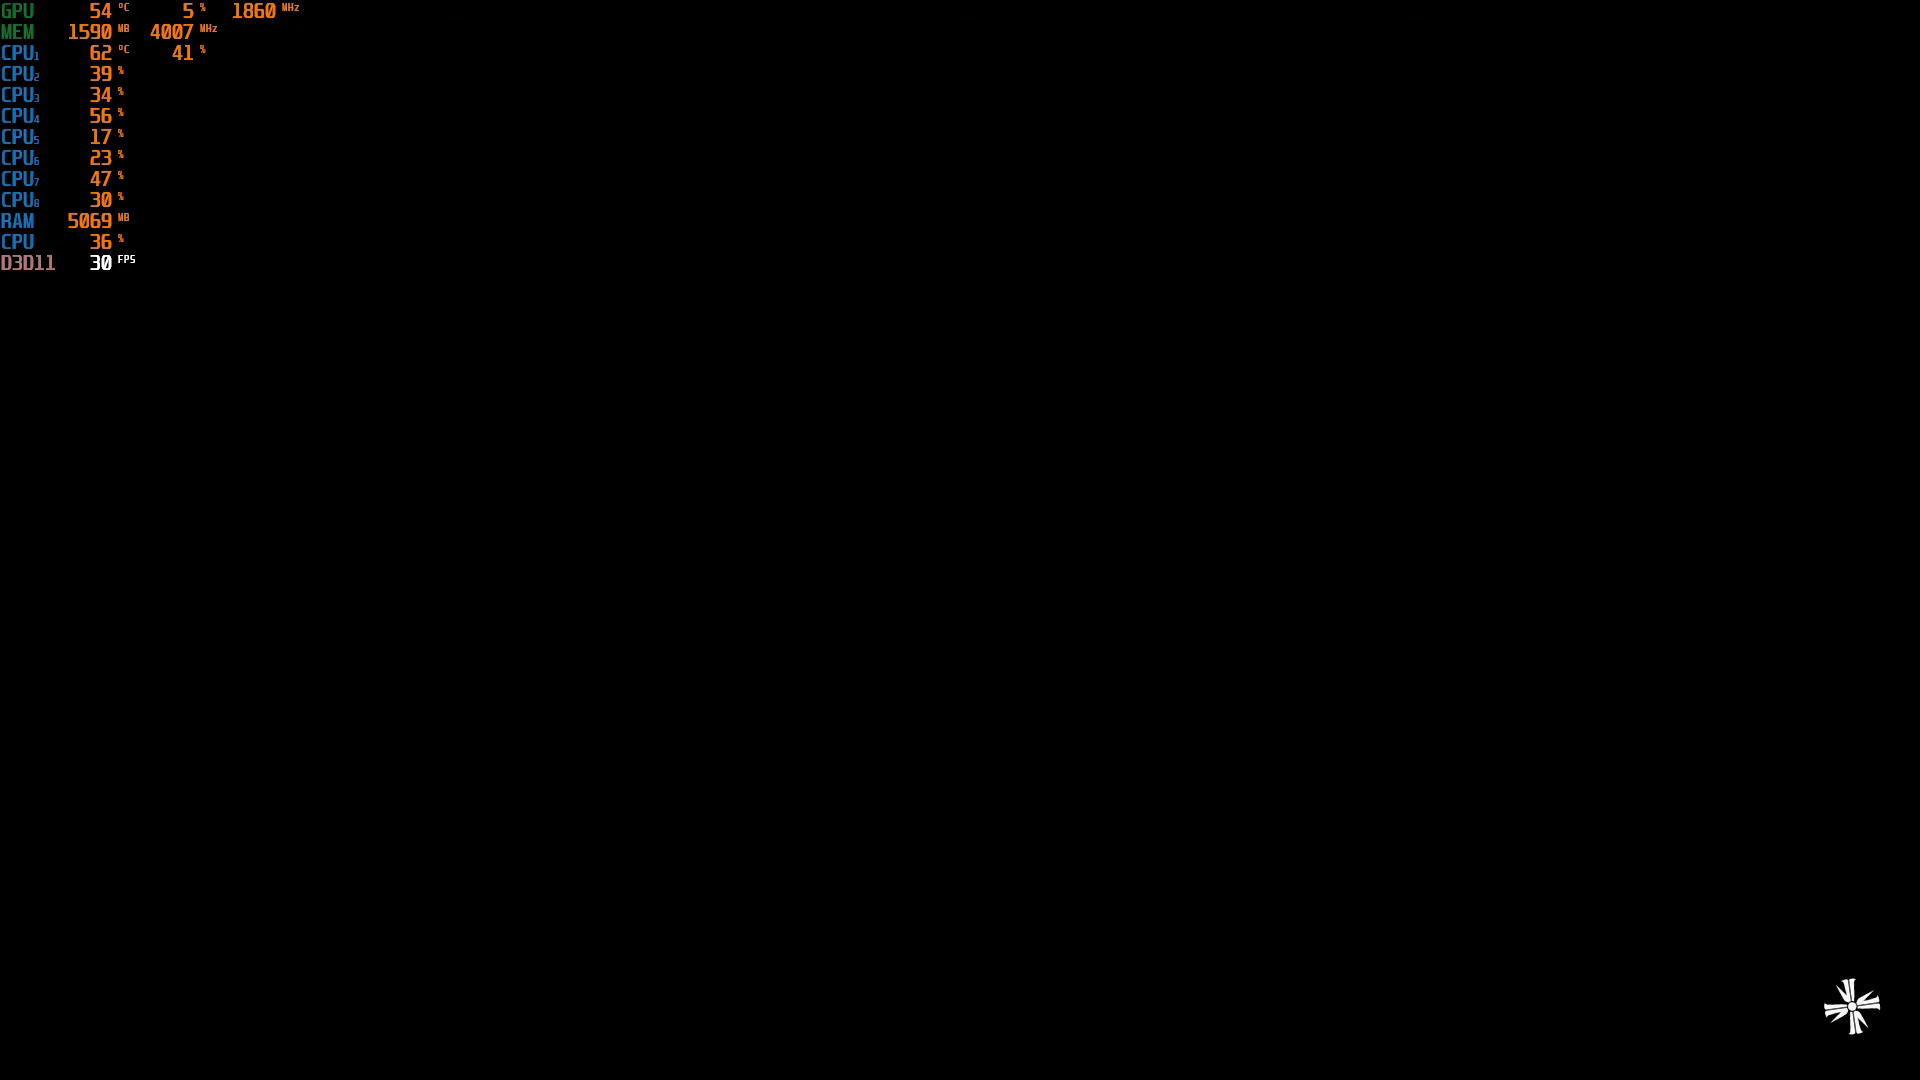 GPU 54 °C 5 % 1860 MHz
MEM 1590 MB 4007 MHz
CPU1 62 °C 41 %
CPU2 39 %
CPU3 34 %
CPU4 56 %
CPU5 17 %
CPU6 23 %
CPU7 47 %
CPU8 30 %
RAM 5069 MB
CPU 36 %
D3D11 30 FPS